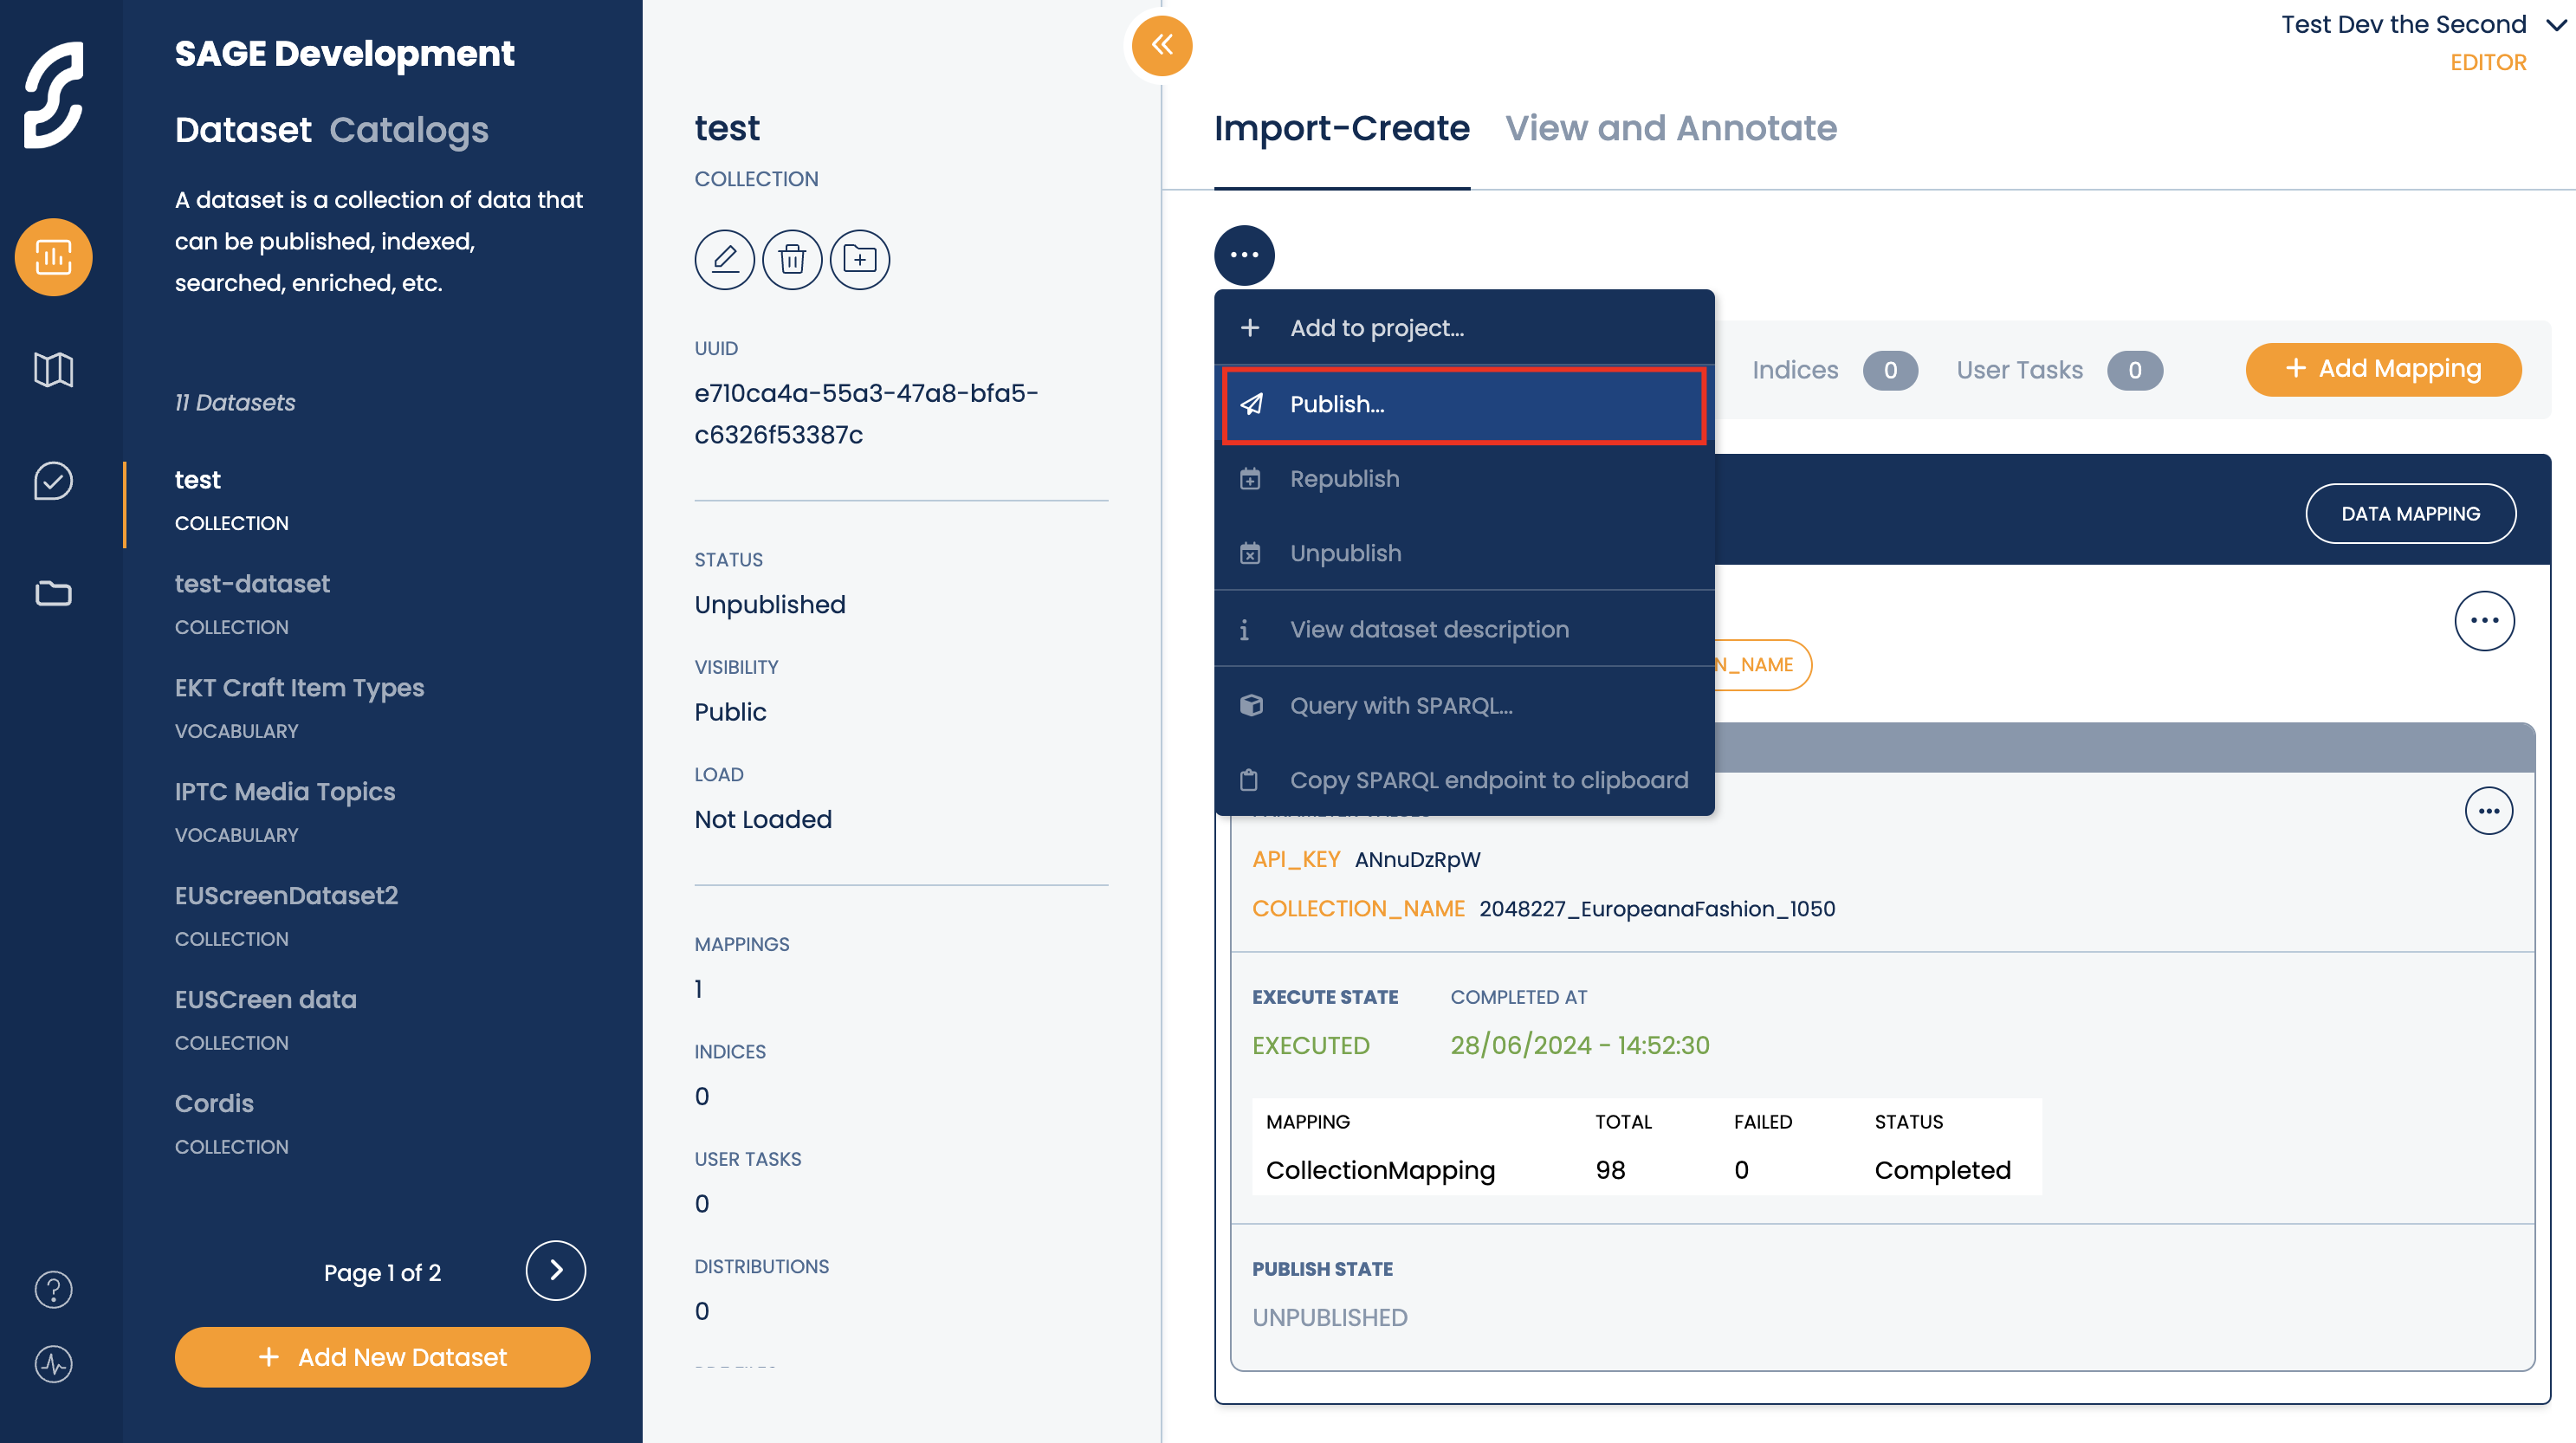 SAGE Development
Dataset Catalogs
A dataset is a collection of data that
can be published, indexed,
searched, enriched, etc.
11 Datasets
test
COLLECTION
test-dataset
COLLECTION
EKT Craft Item Types
VOCABULARY
IPTC Media Topics
VOCABULARY
EUScreenDataset2
COLLECTION
EUSCreen data
COLLECTION
Cordis
COLLECTION
Page 1 of 2
+ Add New Dataset
test
COLLECTION
UUID
e710ca4a-55a3-47a8-bfa5-
c6326f53387c
STATUS
Unpublished
VISIBILITY
Public
LOAD
Not Loaded
MAPPINGS
1
INDICES
0
USER TASKS
0
DISTRIBUTIONS
0
Test Dev the Second
EDITOR
Import-Create View and Annotate
Add to project...
Publish...
Republish
Unpublish
View dataset description
Query with SPARQL...
Copy SPARQL endpoint to clipboard
Indices 0 User Tasks 0 + Add Mapping
DATA MAPPING
N_NAME
API_KEY ANnuDzRpW
COLLECTION_NAME 2048227_EuropeanaFashion_1050
EXECUTE STATE COMPLETED AT
EXECUTED 28/06/2024 - 14:52:30
MAPPING TOTAL FAILED STATUS
CollectionMapping 98 0 Completed
PUBLISH STATE
UNPUBLISHED